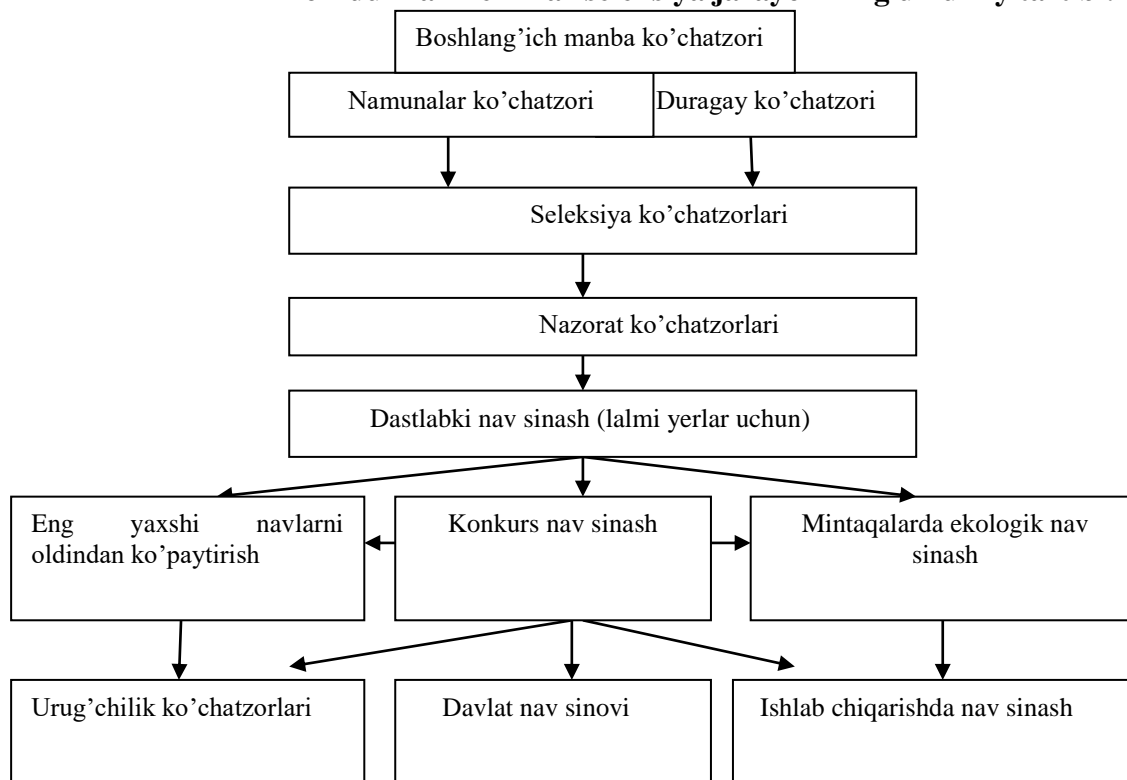 Boshlang’ich manba ko’chatzori
Namunalar ko’chatzori
Duragay ko’chatzori
Seleksiya ko’chatzorlari
Nazorat ko’chatzorlari
Dastlabki nav sinash (lalmi yerlar uchun)
Eng yaxshi navlarni
oldindan ko’paytirish
Konkurs nav sinash
Mintaqalarda ekologik nav
sinash
Urug’chilik ko’chatzorlari
Davlat nav sinovi
Ishlab chiqarishda nav sinash